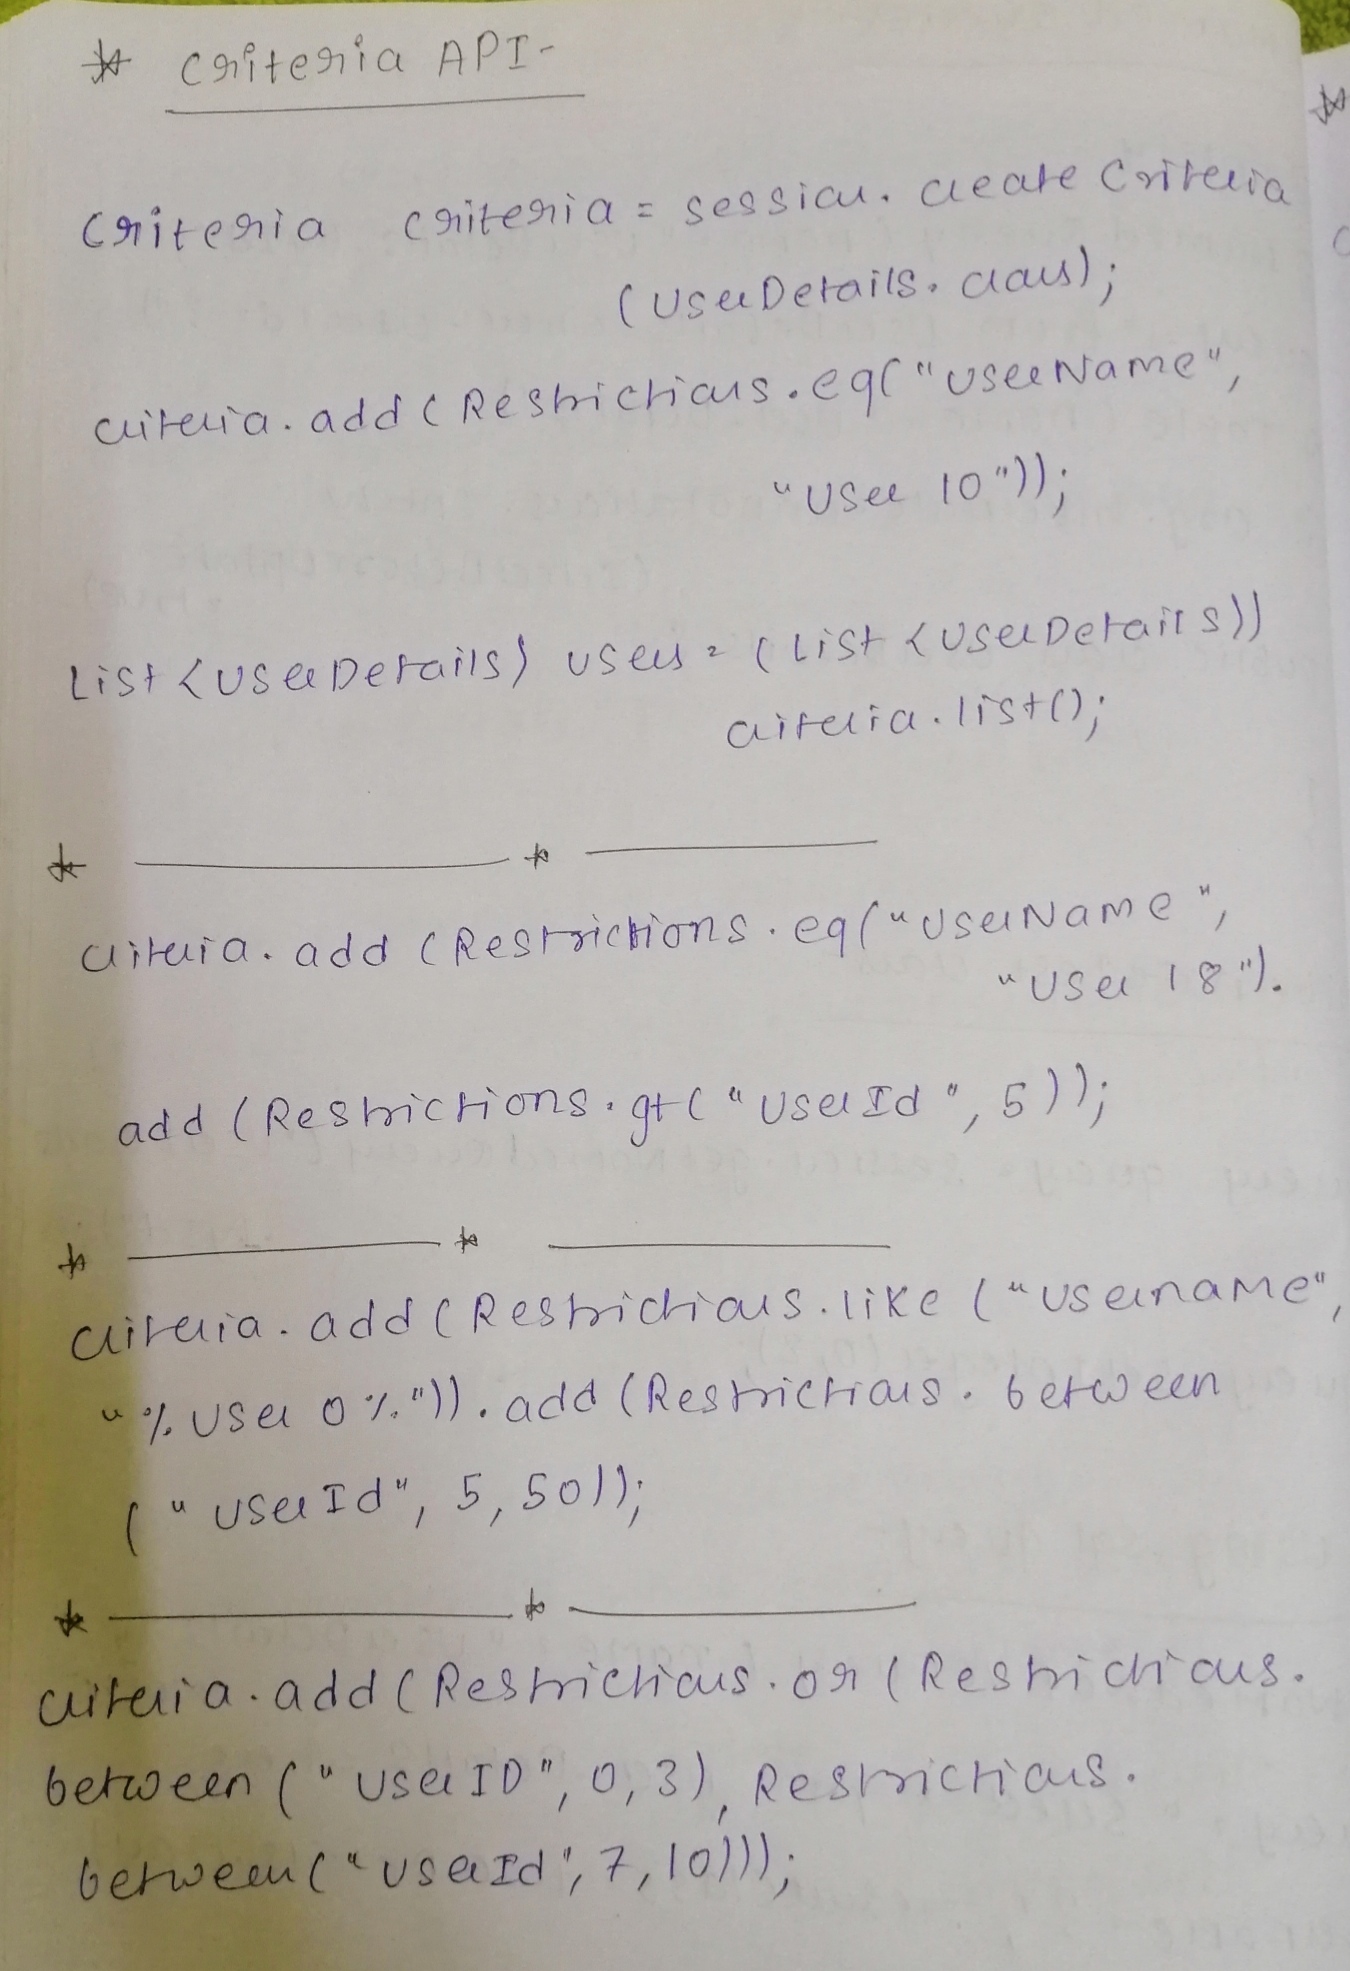 * Criteria API-
Criteria criteria = session. create Criteria
(UserDetails. class);
criteria. add (Restrictions. eq("userName",
"User 10"));
List <UserDetails> users = (List <UserDetails>)
criteria. list();
* ———— * ————
criteria. add (Restrictions. eq("userName",
"User 18").
add (Restrictions. gt ("userId", 5));
* ———— * ————
criteria. add (Restrictions. like ("username",
"% User 0 %")). add (Restrictions. between
("userId", 5, 50));
* ———— * ————
criteria. add (Restrictions. or (Restrictions.
between ("userID", 0, 3), Restrictions.
between ("userId", 7, 10)));